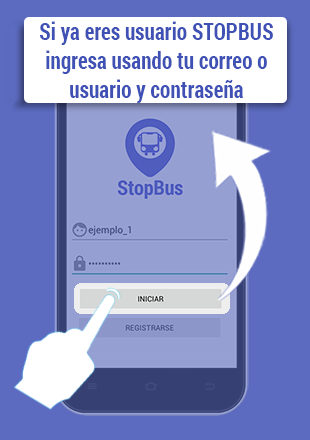 Si ya eres usuario STOPBUS
ingresa usando tu correo o
usuario y contraseña
StopBus
ejemplo_1
••••••••••
INICIAR
REGISTRARSE